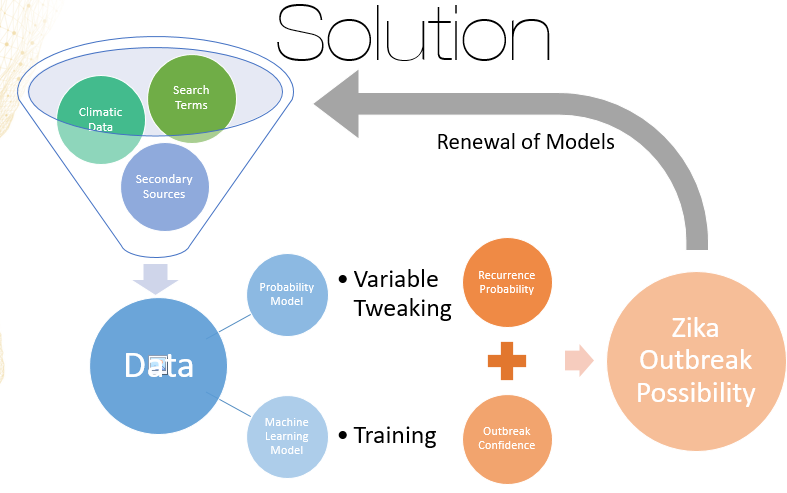 Solution
Search
Terms
Climatic
Data
Secondary
Sources
Renewal of Models
Data
Probability
Model
• Variable
Tweaking
Recurrence
Probability
Zika
Outbreak
Possibility
Machine
Learning
Model
• Training
Outbreak
Confidence